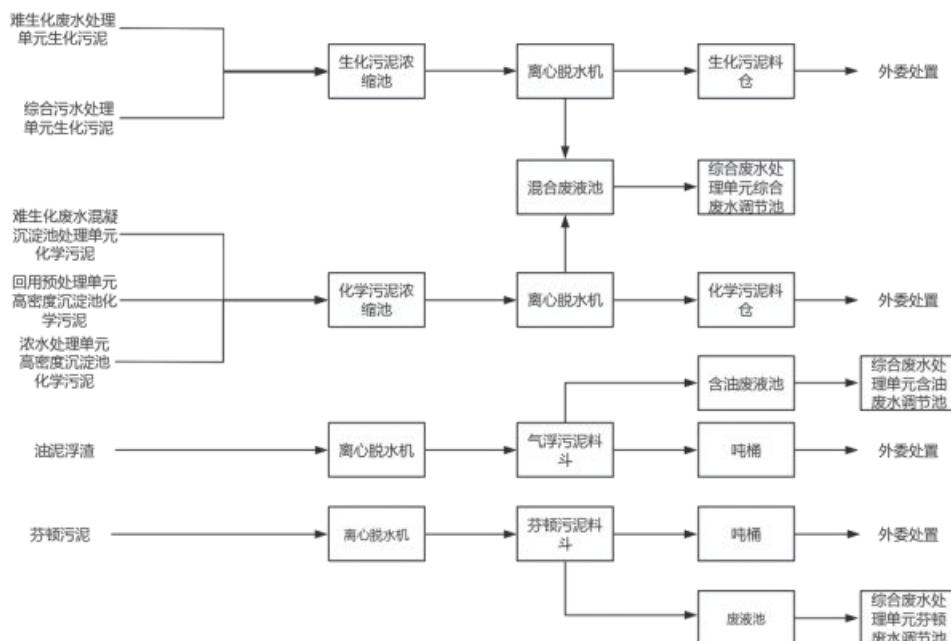 难生化废水处理
单元生化污泥
综合污水处理
单元生化污泥
生化污泥浓
缩池
离心脱水机
生化污泥料
仓
外委处置
混合废液池
综合废水处
理单元综合
废水调节池
难生化废水混凝
沉淀池处理单元
化学污泥
回用预处理单元
高密度沉淀池化
学污泥
浓水处理单元
高密度沉淀池
化学污泥
化学污泥浓
缩池
离心脱水机
化学污泥料
仓
外委处置
含油废液池
综合废水处
理单元含油
废水调节池
油泥浮渣
离心脱水机
气浮污泥料
斗
吨桶
外委处置
芬顿污泥
离心脱水机
芬顿污泥料
斗
吨桶
外委处置
废液池
综合废水处
理单元芬顿
废水调节池